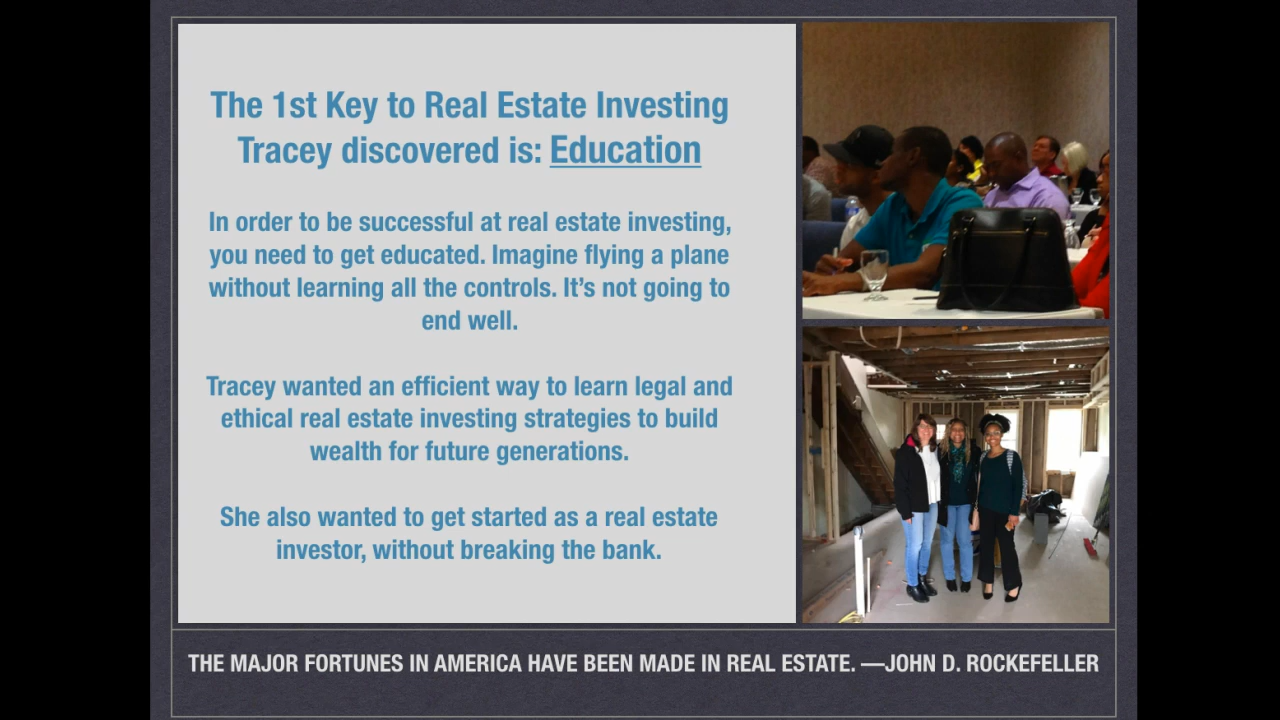 The 1st Key to Real Estate Investing
Tracey discovered is: Education
In order to be successful at real estate investing,
you need to get educated. Imagine flying a plane
without learning all the controls. It’s not going to
end well.
Tracey wanted an efficient way to learn legal and
ethical real estate investing strategies to build
wealth for future generations.
She also wanted to get started as a real estate
investor, without breaking the bank.
THE MAJOR FORTUNES IN AMERICA HAVE BEEN MADE IN REAL ESTATE. —JOHN D. ROCKEFELLER